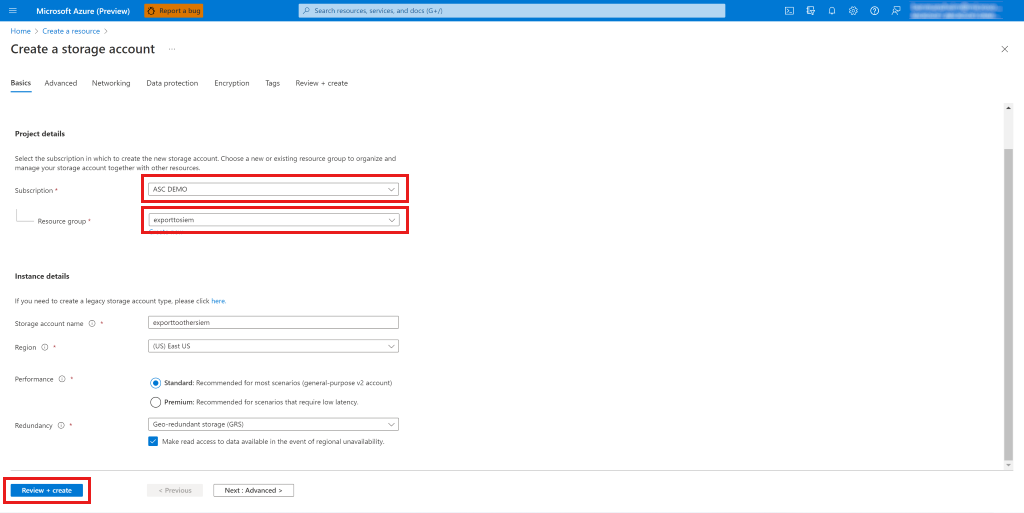 Microsoft Azure (Preview)
Report a bug
Search resources, services, and docs (G+/)
Home > Create a resource >
Create a storage account ...
Basics Advanced Networking Data protection Encryption Tags Review + create
Project details
Select the subscription in which to create the new storage account. Choose a new or existing resource group to organize and
manage your storage account together with other resources.
Subscription *
ASC DEMO
Resource group *
exporttosiem
Instance details
If you need to create a legacy storage account type, please click here.
Storage account name *
exporttoothersiem
Region *
(US) East US
Performance *
Standard: Recommended for most scenarios (general-purpose v2 account)
Premium: Recommended for scenarios that require low latency.
Redundancy *
Geo-redundant storage (GRS)
Make read access to data available in the event of regional unavailability.
Review + create
< Previous
Next : Advanced >